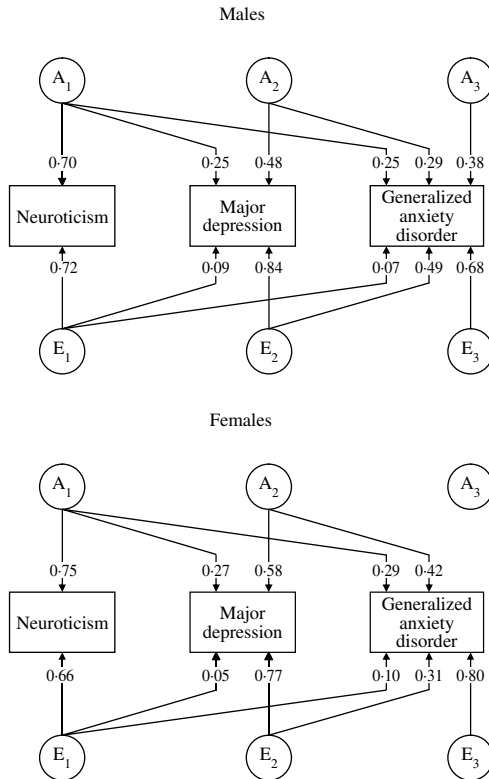 Males
A1 A2 A3
0·70 0·25 0·48 0·25 0·29 0·38
Neuroticism
Major
depression
Generalized
anxiety
disorder
0·72 0·09 0·84 0·07 0·49 0·68
E1 E2 E3
Females
A1 A2 A3
0·75 0·27 0·58 0·29 0·42
Neuroticism
Major
depression
Generalized
anxiety
disorder
0·66 0·05 0·77 0·10 0·31 0·80
E1 E2 E3